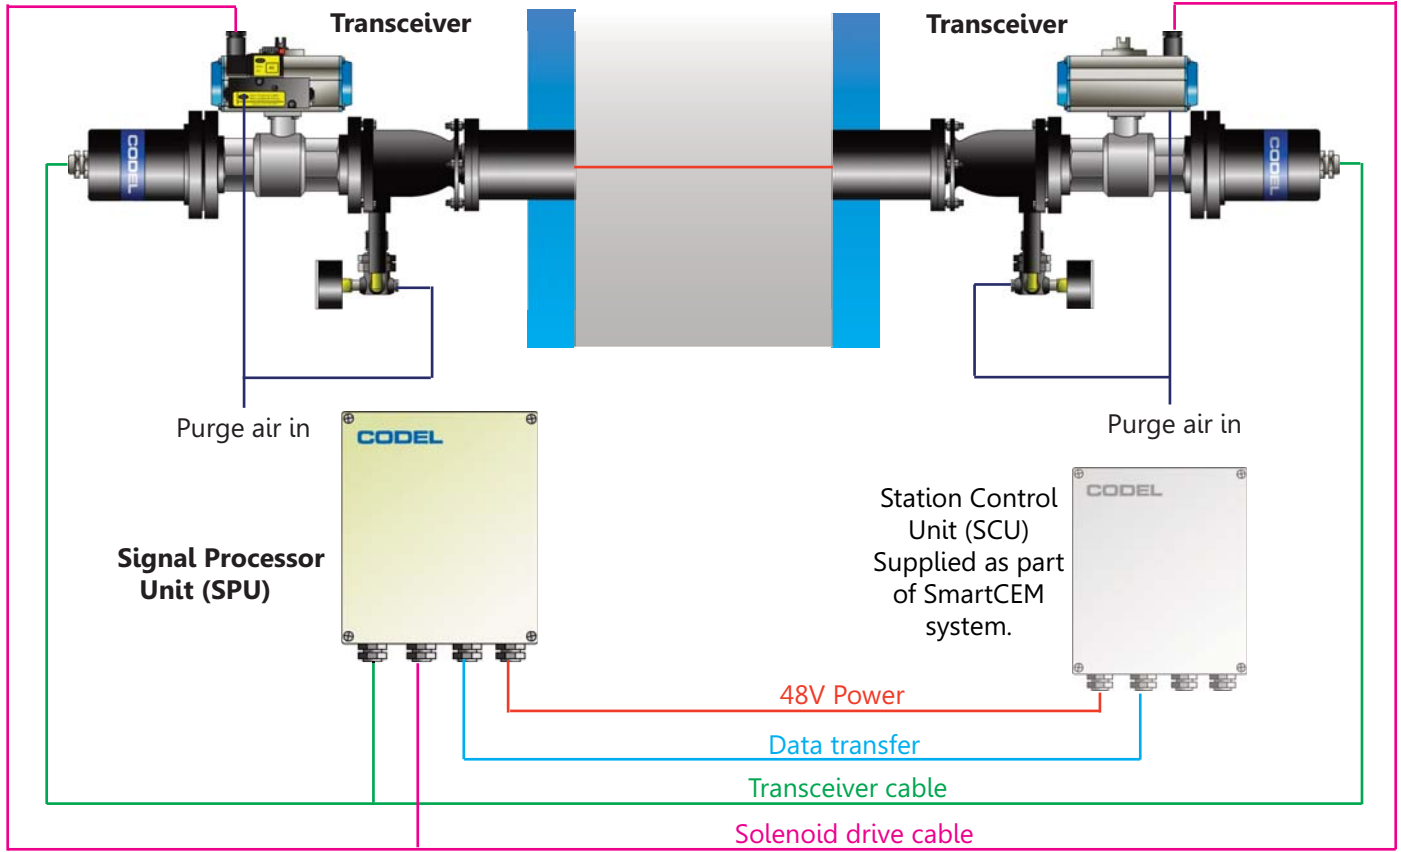 Transceiver
Transceiver
CODEL
CODEL
Purge air in
Purge air in
CODEL
Signal Processor
Unit (SPU)
Station Control
Unit (SCU)
Supplied as part
of SmartCEM
system.
CODEL
48V Power
Data transfer
Transceiver cable
Solenoid drive cable